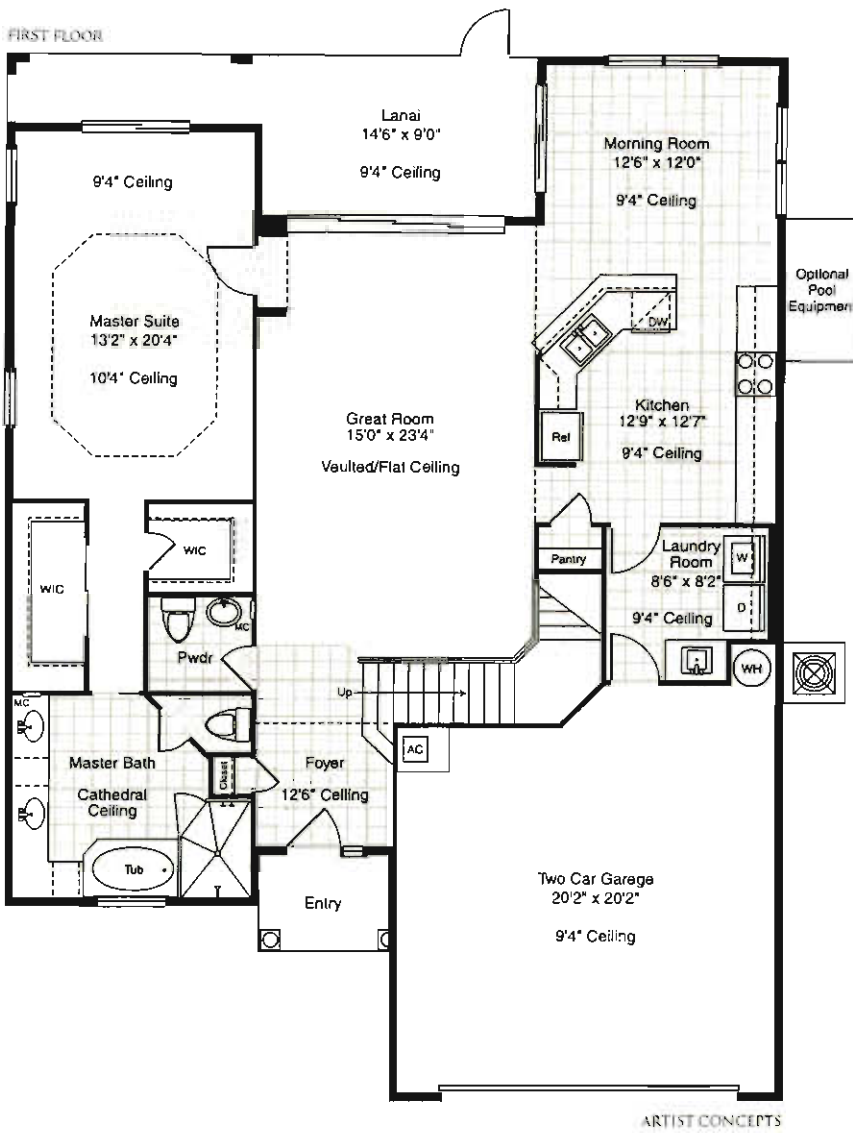 FIRST FLOOR
Lanai
14'6" x 9'0"
9'4" Ceiling
Morning Room
12'6" x 12'0"
9'4" Ceiling
9'4" Ceiling
Master Suite
13'2" x 20'4"
10'4" Ceiling
Optional
Pool
Equipmen
DW
Great Room
15'0" x 23'4"
Vaulted/Flat Ceiling
Ref
Kitchen
12'9" x 12'7"
9'4" Ceiling
WIC
WIC
Pantry
Laundry
Room
8'6" x 8'2"
9'4" Ceiling
W
D
MC
Pwdr
WH
Up
MC
AC
Master Bath
Cathedral
Ceiling
Closet
Foyer
12'6" Ceiling
Tub
Entry
Two Car Garage
20'2" x 20'2"
9'4" Ceiling
ARTIST CONCEPTS